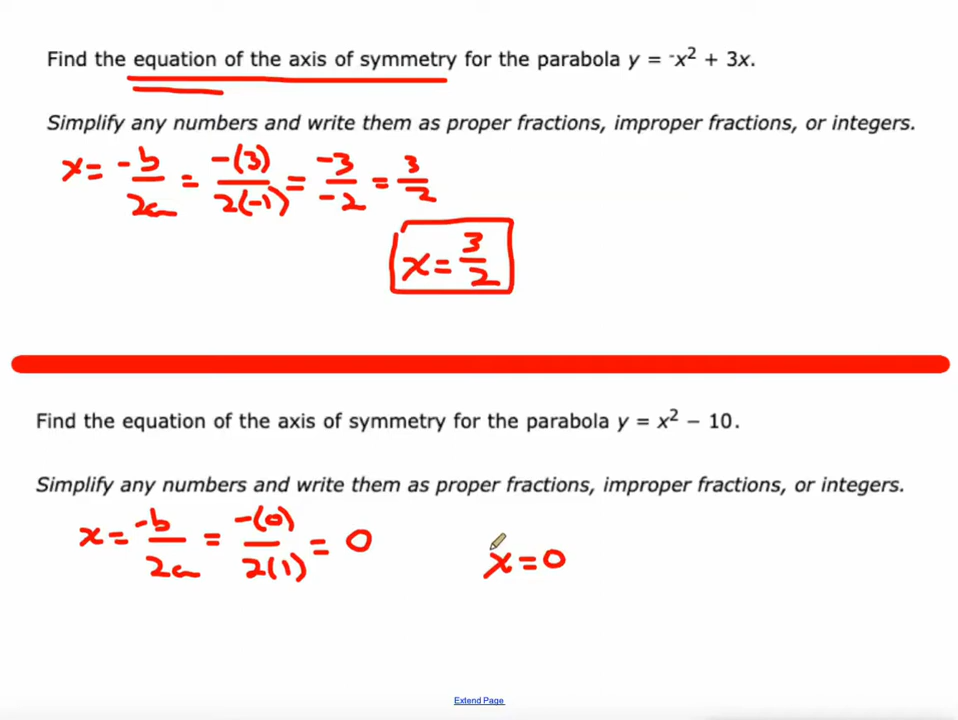 Find the equation of the axis of symmetry for the parabola y = ⁻x² + 3x.
Simplify any numbers and write them as proper fractions, improper fractions, or integers.
x = -b/2a = -(3)/2(-1) = -3/-2 = 3/2
x = 3/2
Find the equation of the axis of symmetry for the parabola y = x² − 10.
Simplify any numbers and write them as proper fractions, improper fractions, or integers.
x = -b/2a = -(0)/2(1) = 0
x = 0
Extend Page